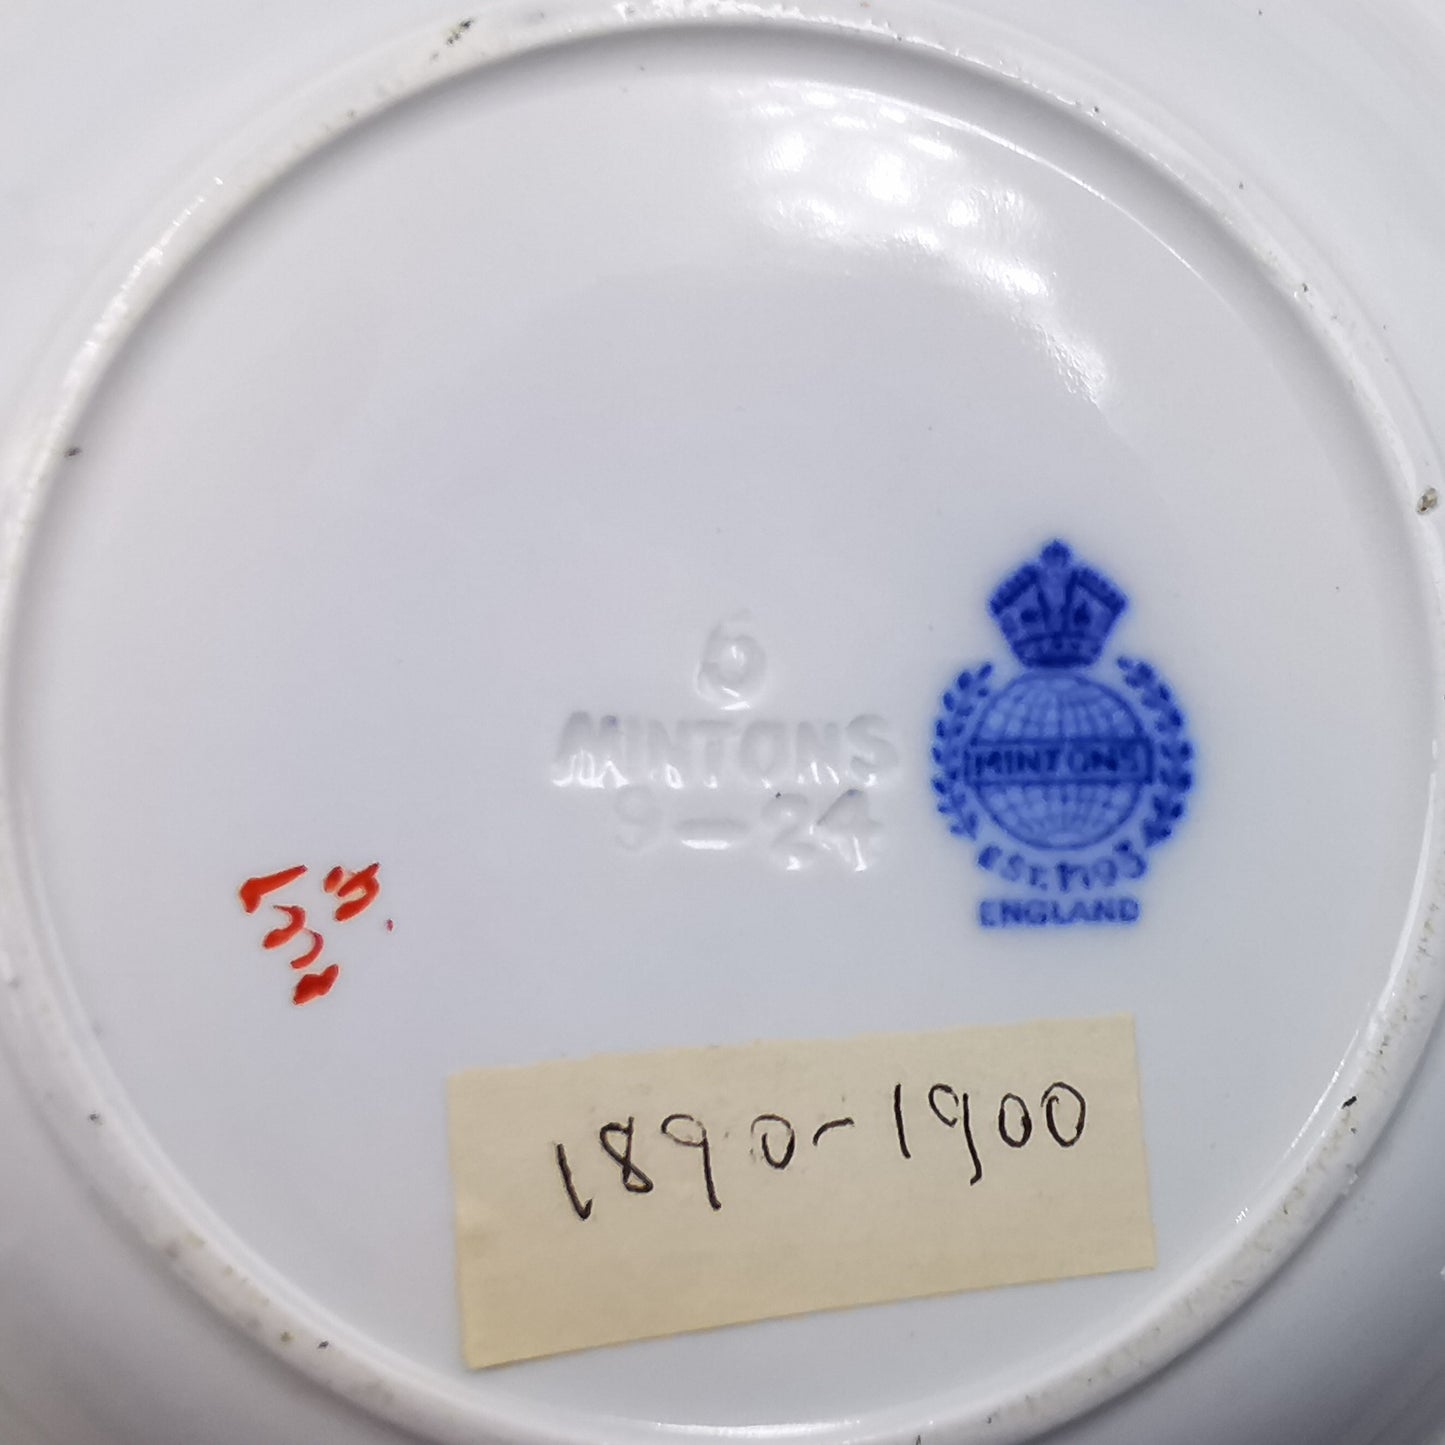 6
MINTONS
9-24
MINTONS
EST. 1793
ENGLAND
1890-1900